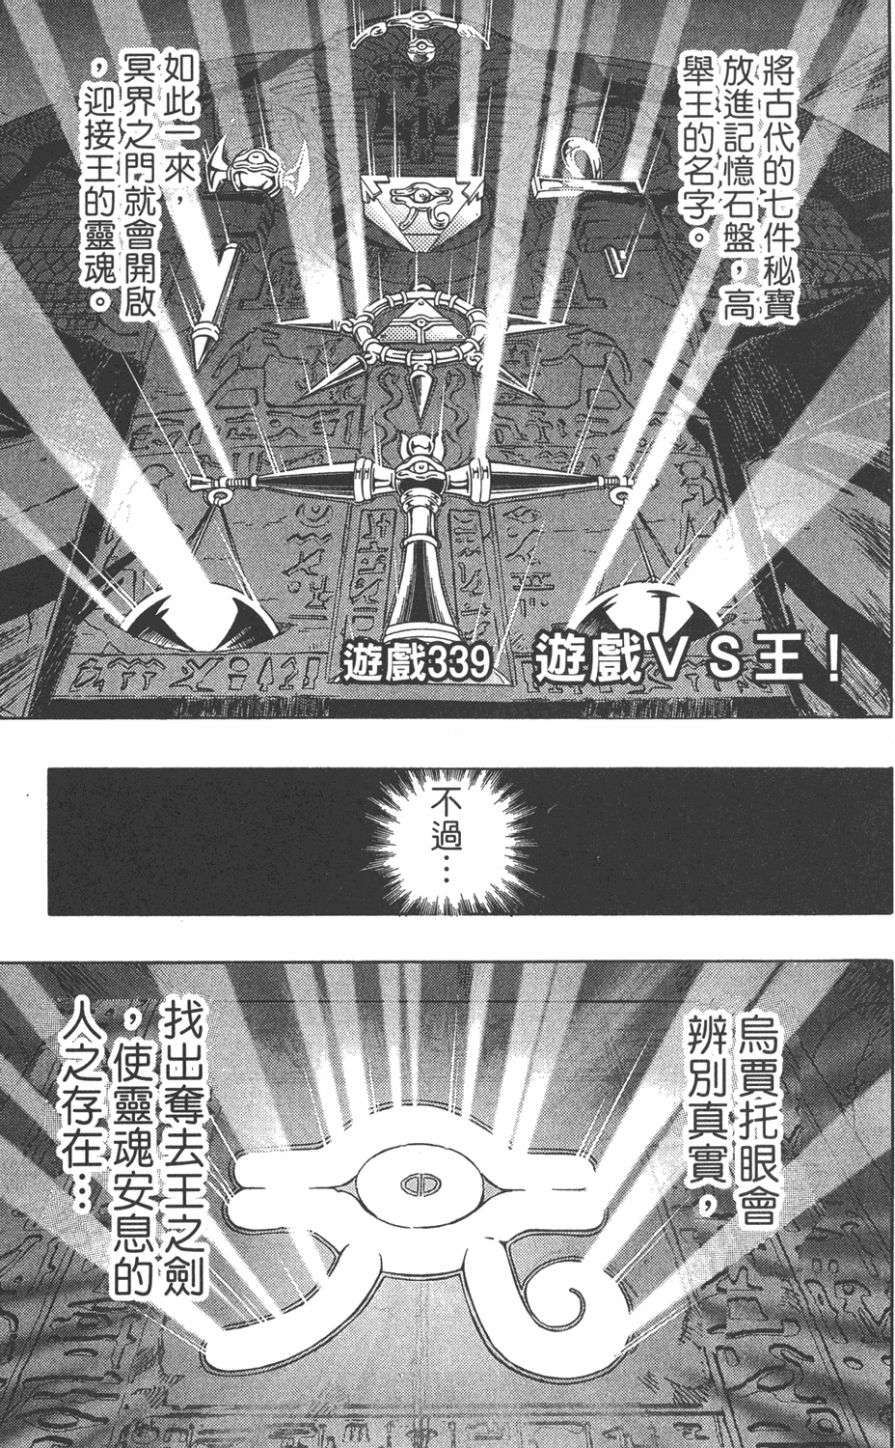 將古代的七件秘寶
放進記憶石盤，高
舉王的名字。
如此一來，
冥界之門就會開啟
，迎接王的靈魂。
遊戲339
遊戲ＶＳ王！
不過…
烏賈托眼會
辨別真實，
找出奪去王之劍
，使靈魂安息的
人之存在…